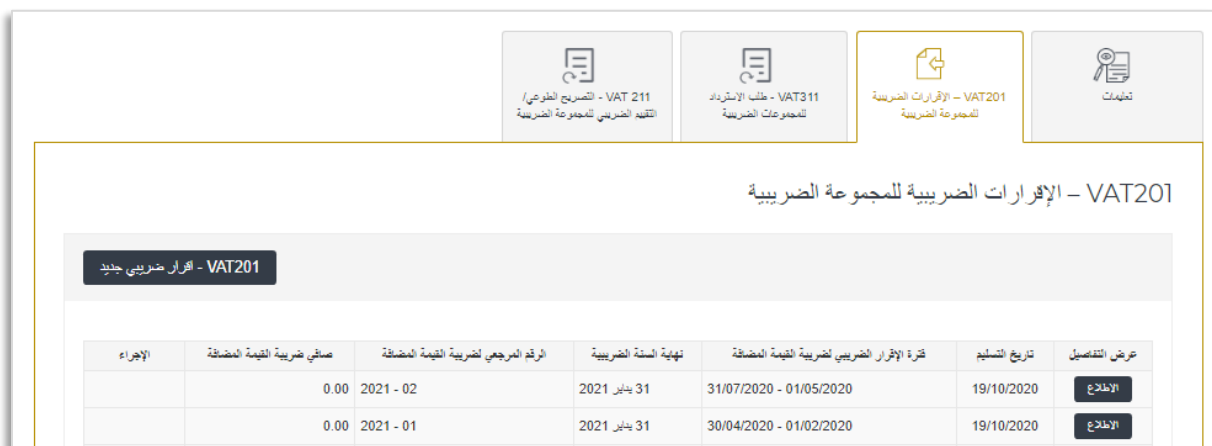 تعليمات
VAT201 – الإقرارات الضريبية
للمجموعة الضريبية
VAT311 - طلب الاسترداد
للمجموعات الضريبية
VAT 211 - التصريح الطوعي/
التقييم الضريبي للمجموعة الضريبية
VAT201 – الإقرارات الضريبية للمجموعة الضريبية
VAT201 - اقرار ضريبي جديد
عرض التفاصيل تاريخ التسليم فترة الإقرار الضريبي لضريبة القيمة المضافة نهاية السنة الضريبية الرقم المرجعي لضريبة القيمة المضافة صافي ضريبة القيمة المضافة الإجراء
الاطلاع 19/10/2020 31/07/2020 - 01/05/2020 31 يناير 2021 2021 - 02 0.00
الاطلاع 19/10/2020 30/04/2020 - 01/02/2020 31 يناير 2021 2021 - 01 0.00